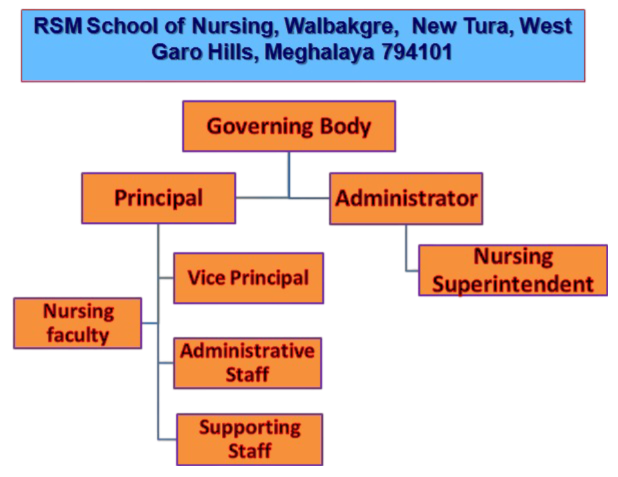 RSM School of Nursing, Walbakgre, New Tura, West
Garo Hills, Meghalaya 794101
Governing Body
Principal
Administrator
Nursing
Superintendent
Vice Principal
Nursing
faculty
Administrative
Staff
Supporting
Staff